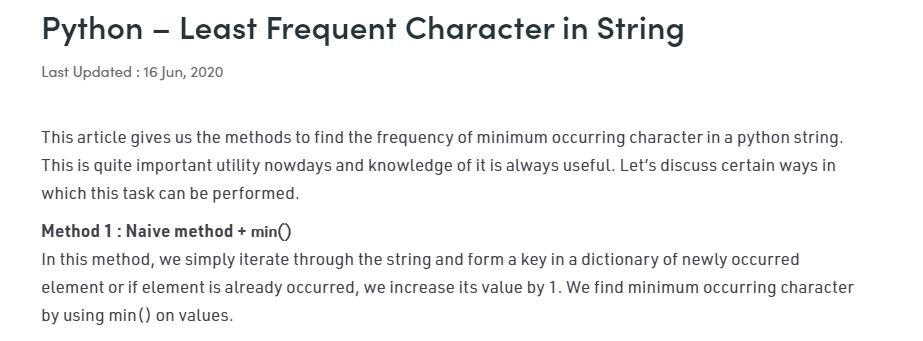 Python – Least Frequent Character in String
Last Updated : 16 Jun, 2020
This article gives us the methods to find the frequency of minimum occurring character in a python string.
This is quite important utility nowdays and knowledge of it is always useful. Let's discuss certain ways in
which this task can be performed.
Method 1 : Naive method + min()
In this method, we simply iterate through the string and form a key in a dictionary of newly occurred
element or if element is already occurred, we increase its value by 1. We find minimum occurring character
by using min() on values.